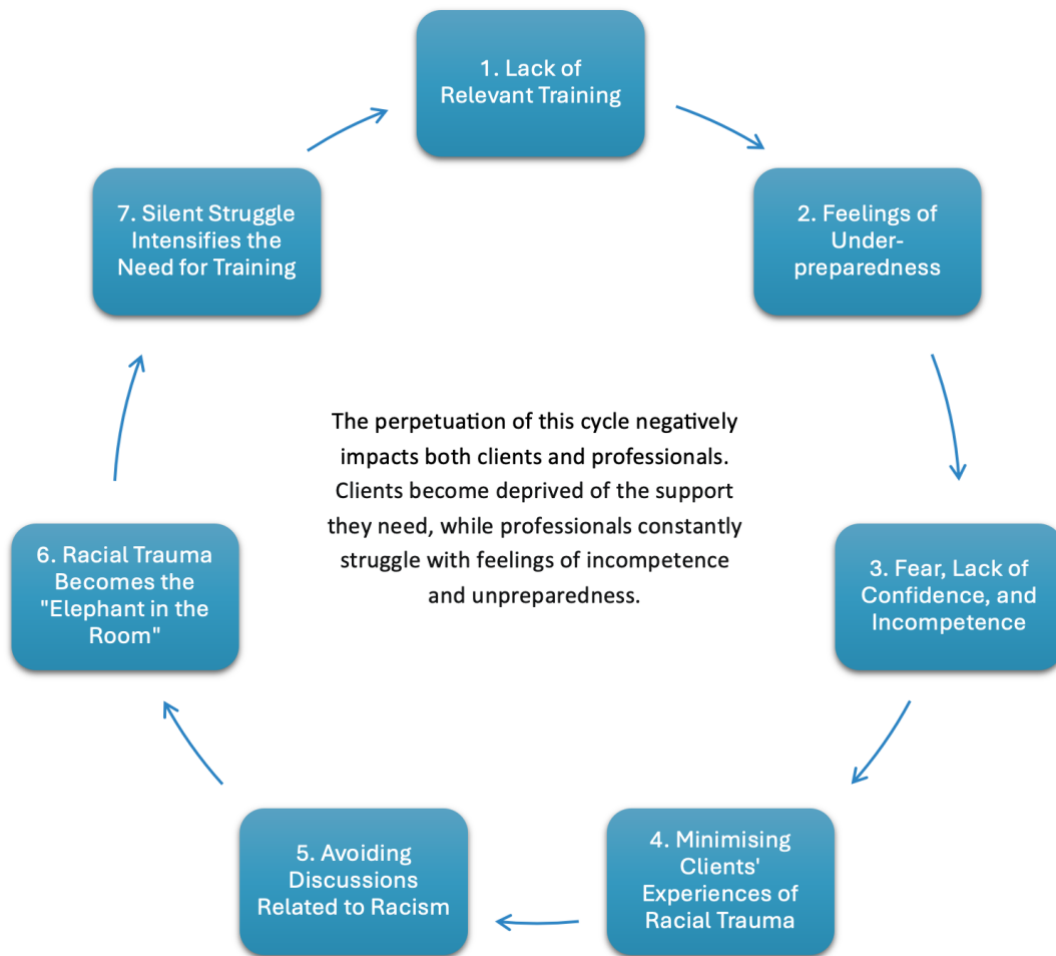 1. Lack of
Relevant Training
2. Feelings of
Under-
preparedness
3. Fear, Lack of
Confidence, and
Incompetence
4. Minimising
Clients'
Experiences of
Racial Trauma
5. Avoiding
Discussions
Related to Racism
6. Racial Trauma
Becomes the
"Elephant in the
Room"
7. Silent Struggle
Intensifies the
Need for Training
The perpetuation of this cycle negatively
impacts both clients and professionals.
Clients become deprived of the support
they need, while professionals constantly
struggle with feelings of incompetence
and unpreparedness.